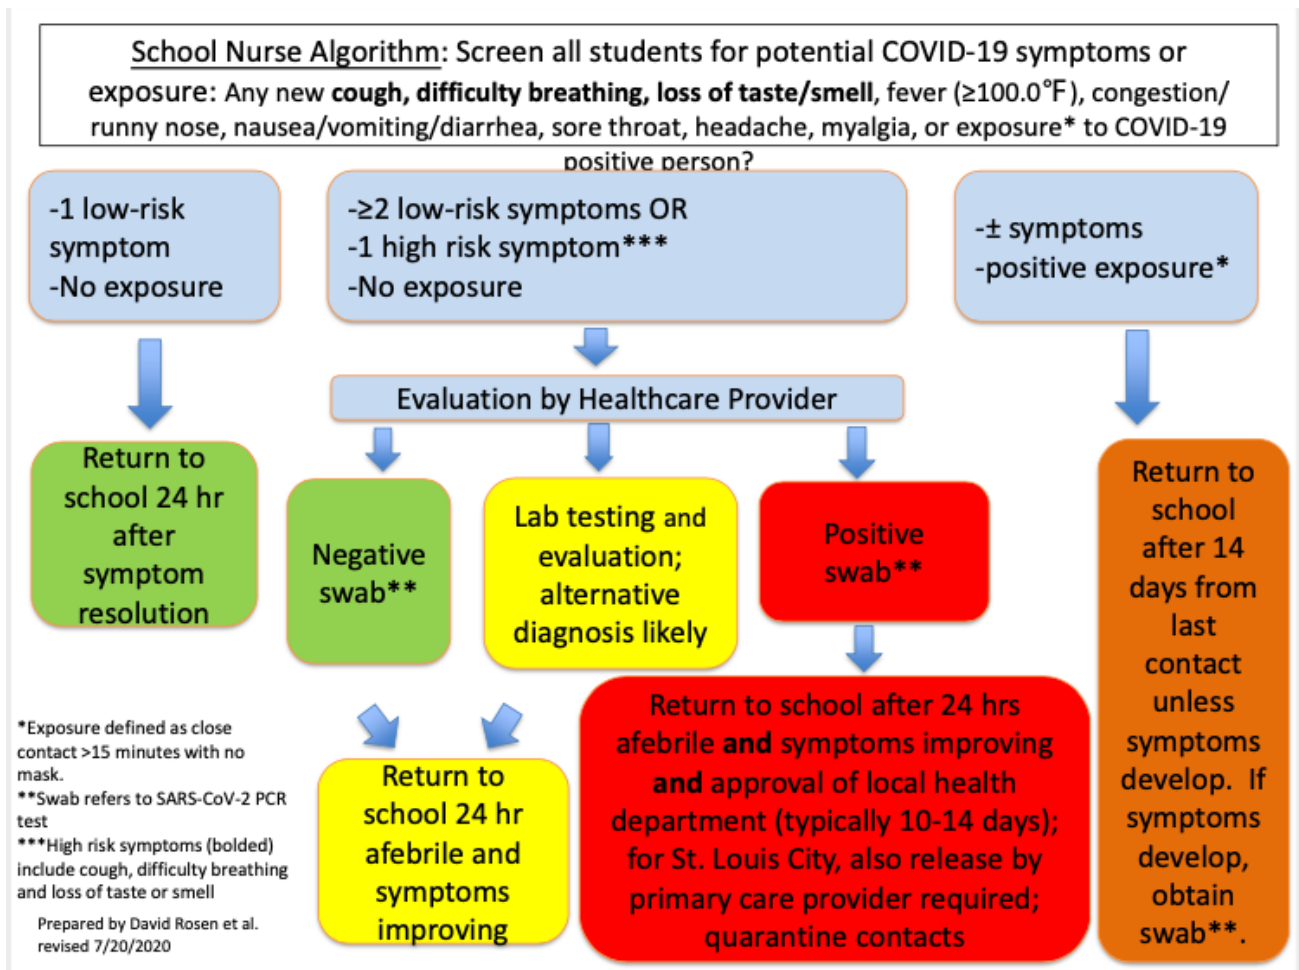 School Nurse Algorithm: Screen all students for potential COVID-19 symptoms or
exposure: Any new cough, difficulty breathing, loss of taste/smell, fever (≥100.0°F), congestion/
runny nose, nausea/vomiting/diarrhea, sore throat, headache, myalgia, or exposure* to COVID-19
positive person?
-1 low-risk
symptom
-No exposure
-≥2 low-risk symptoms OR
-1 high risk symptom***
-No exposure
-± symptoms
-positive exposure*
Evaluation by Healthcare Provider
Return to
school 24 hr
after
symptom
resolution
Negative
swab**
Lab testing and
evaluation;
alternative
diagnosis likely
Positive
swab**
Return to
school
after 14
days from
last
contact
unless
symptoms
develop. If
symptoms
develop,
obtain
swab**.
Return to
school 24 hr
afebrile and
symptoms
improving
Return to school after 24 hrs
afebrile and symptoms improving
and approval of local health
department (typically 10-14 days);
for St. Louis City, also release by
primary care provider required;
quarantine contacts
*Exposure defined as close
contact >15 minutes with no
mask.
**Swab refers to SARS-CoV-2 PCR
test
***High risk symptoms (bolded)
include cough, difficulty breathing
and loss of taste or smell
Prepared by David Rosen et al.
revised 7/20/2020